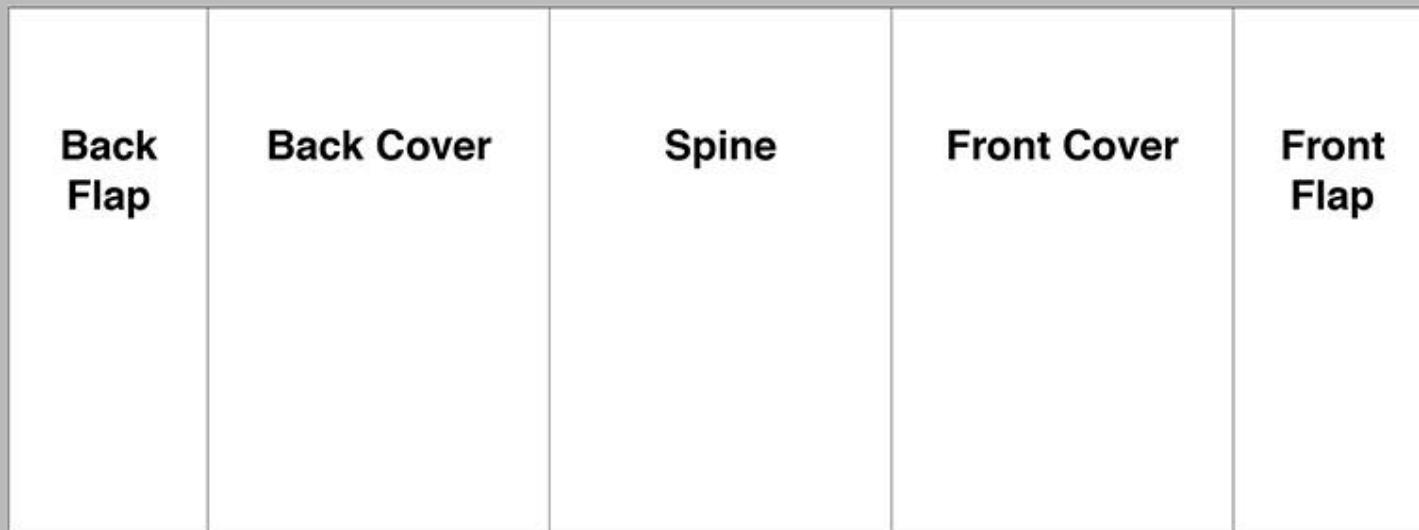 Back
Flap
Back Cover
Spine
Front Cover
Front
Flap